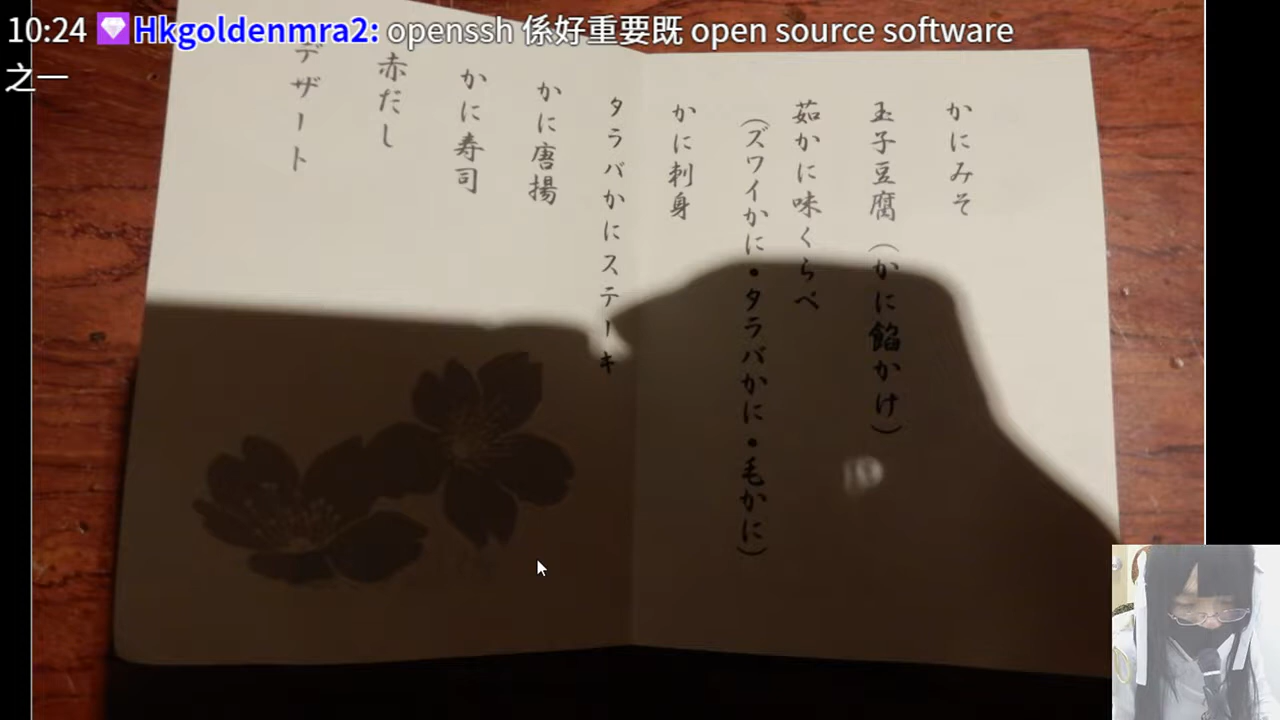 10:24 Hkgoldenmra2: openssh 係好重要既 open source software
之一
かにみそ
玉子豆腐（かに餡かけ）
茹かに味くらべ
（ズワイかに・タラバかに・毛かに）
かに刺身
タラバかにステーキ
かに唐揚
かに寿司
赤だし
デザート